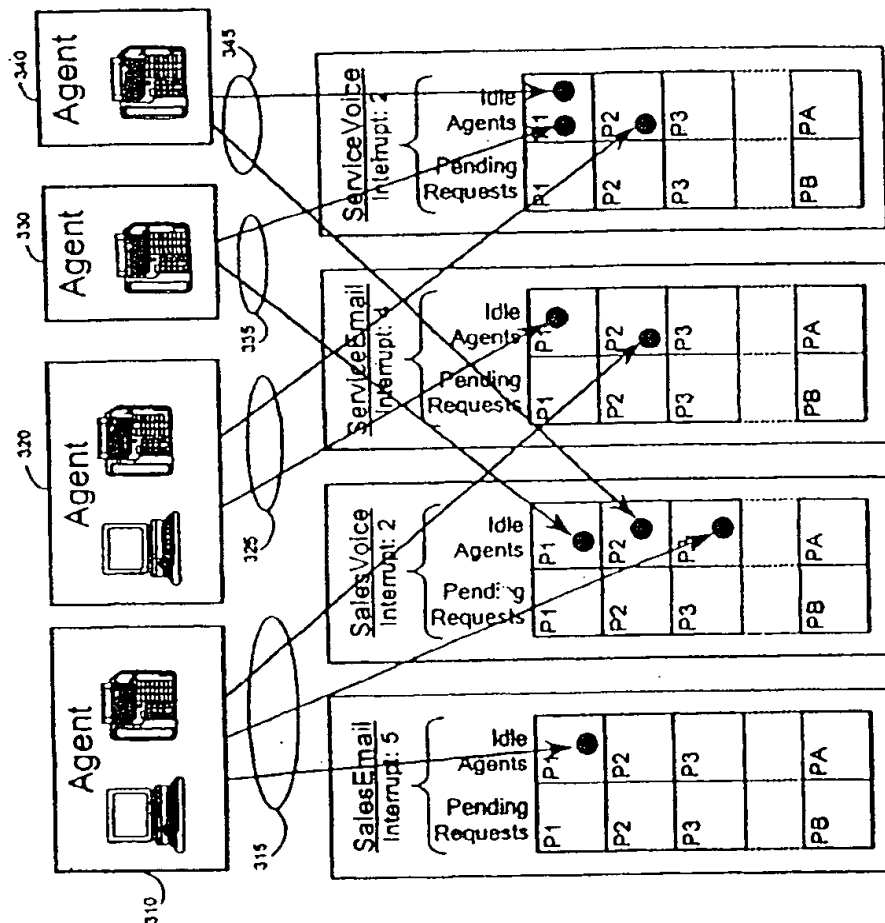 310
Agent
315
320
Agent
325
330
Agent
335
340
Agent
345
SalesEmail
Interrupt: 5
Pending Idle
Requests Agents
P1 P1
P2 P2
P3 P3
PB PA
SalesVoice
Interrupt: 2
Pending Idle
Requests Agents
P1 P1
P2 P2
P3 P3
PB PA
ServiceEmail
Interrupt: 4
Pending Idle
Requests Agents
P1 P1
P2 P2
P3 P3
PB PA
ServiceVoice
Interrupt: 2
Pending Idle
Requests Agents
P1 P1
P2 P2
P3 P3
PB PA